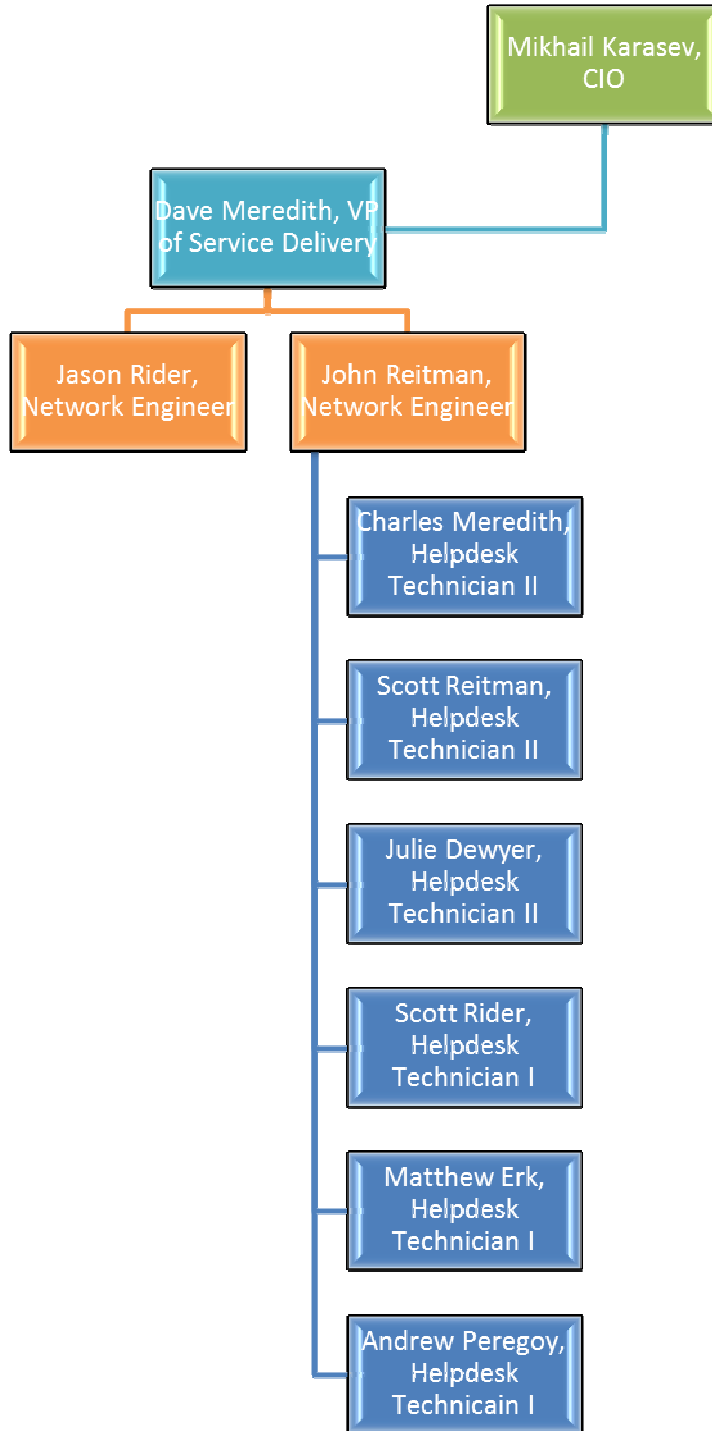 Mikhail Karasev,
CIO
Dave Meredith, VP
of Service Delivery
Jason Rider,
Network Engineer
John Reitman,
Network Engineer
Charles Meredith,
Helpdesk
Technician II
Scott Reitman,
Helpdesk
Technician II
Julie Dewyer,
Helpdesk
Technician II
Scott Rider,
Helpdesk
Technician I
Matthew Erk,
Helpdesk
Technician I
Andrew Peregoy,
Helpdesk
Technicain I